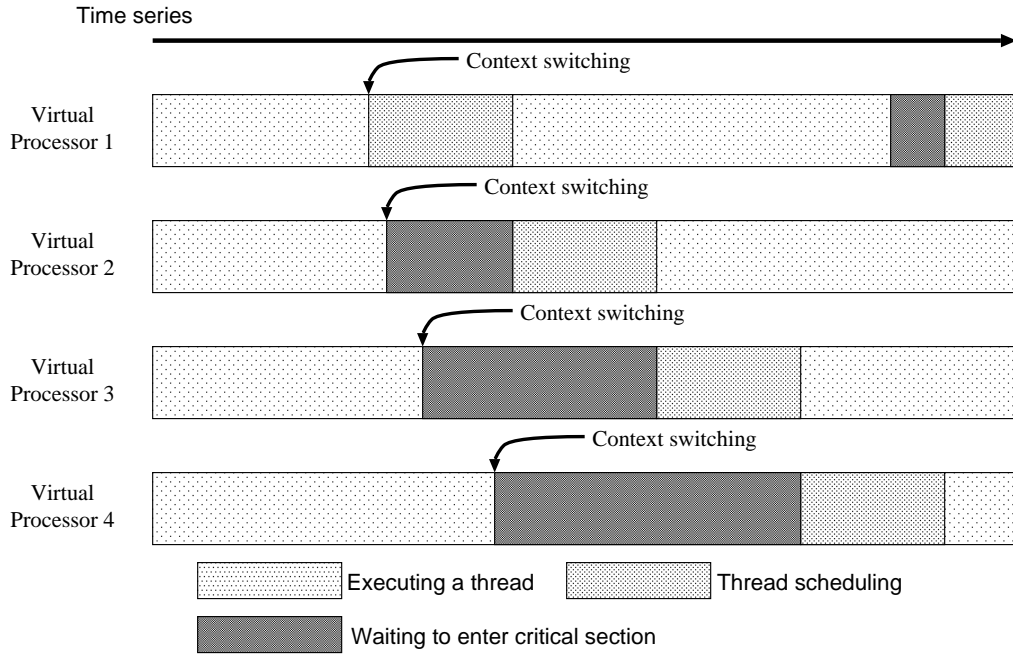 Time series
Context switching
Virtual
Processor 1
Context switching
Virtual
Processor 2
Context switching
Virtual
Processor 3
Context switching
Virtual
Processor 4
Executing a thread
Thread scheduling
Waiting to enter critical section